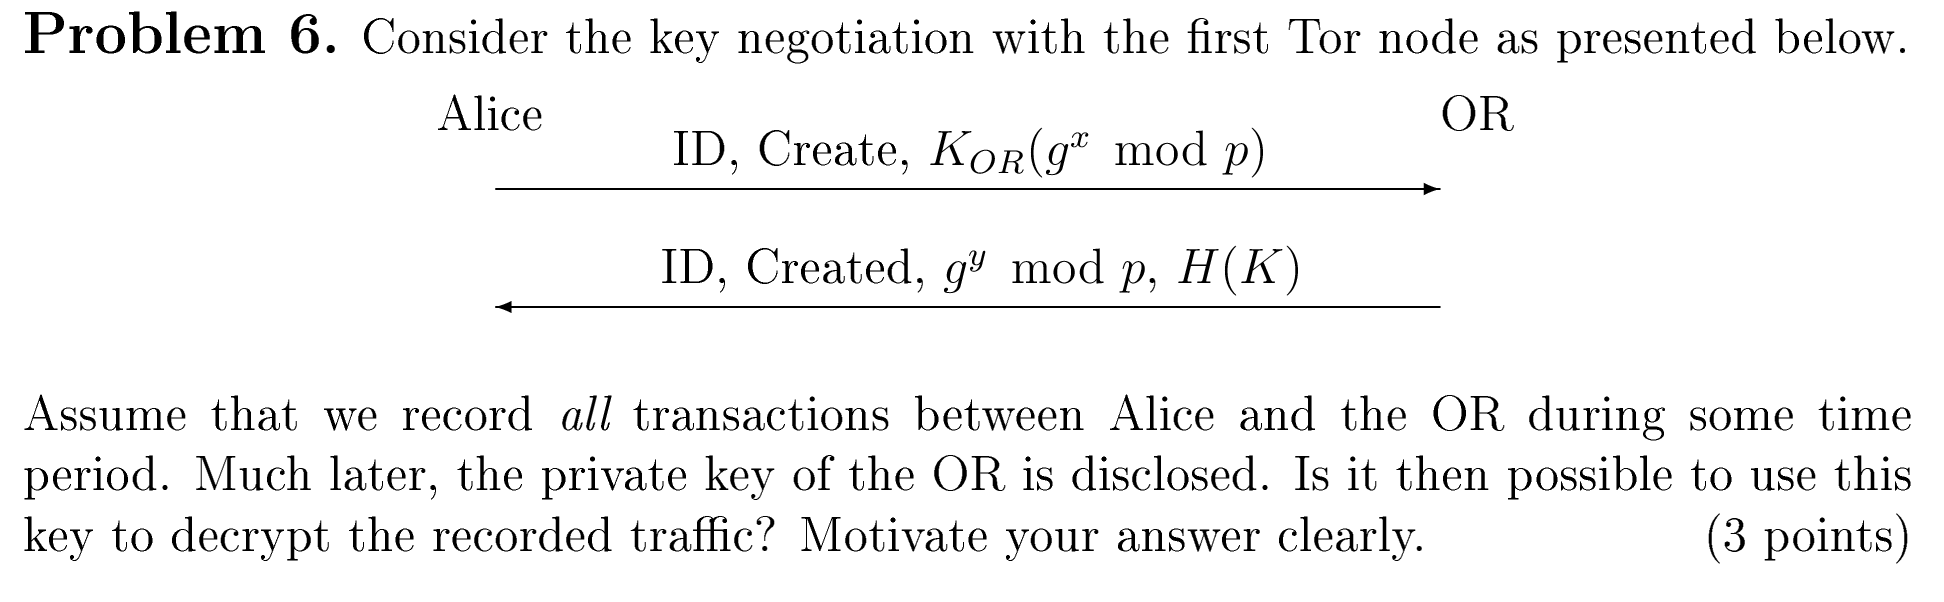 Problem 6. Consider the key negotiation with the first Tor node as presented below.
Alice OR
ID, Create, K_{OR}(g^x mod p)
ID, Created, g^y mod p, H(K)
Assume that we record all transactions between Alice and the OR during some time
period. Much later, the private key of the OR is disclosed. Is it then possible to use this
key to decrypt the recorded traffic? Motivate your answer clearly. (3 points)